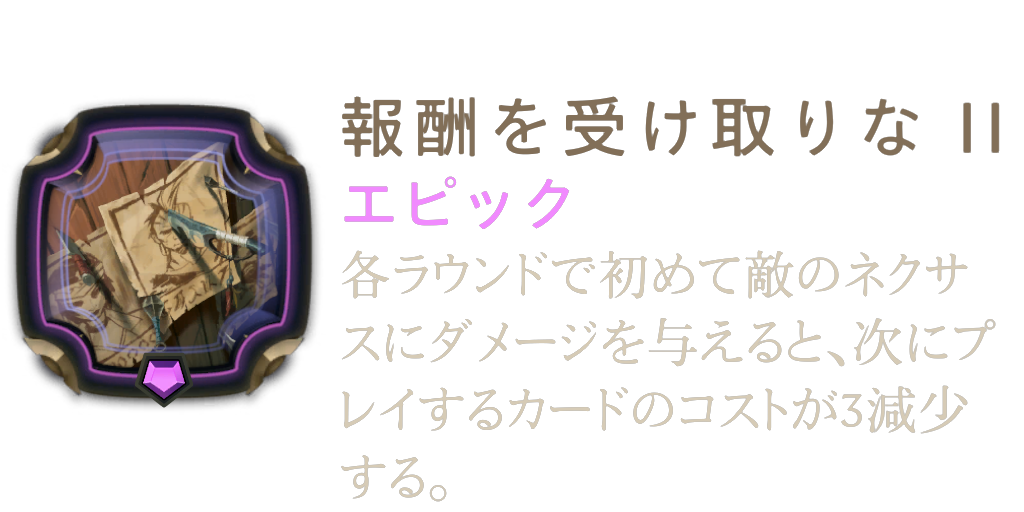 報酬を受け取りな II
エピック
各ラウンドで初めて敵のネクサ
スにダメージを与えると、次にプ
レイするカードのコストが3減少
する。